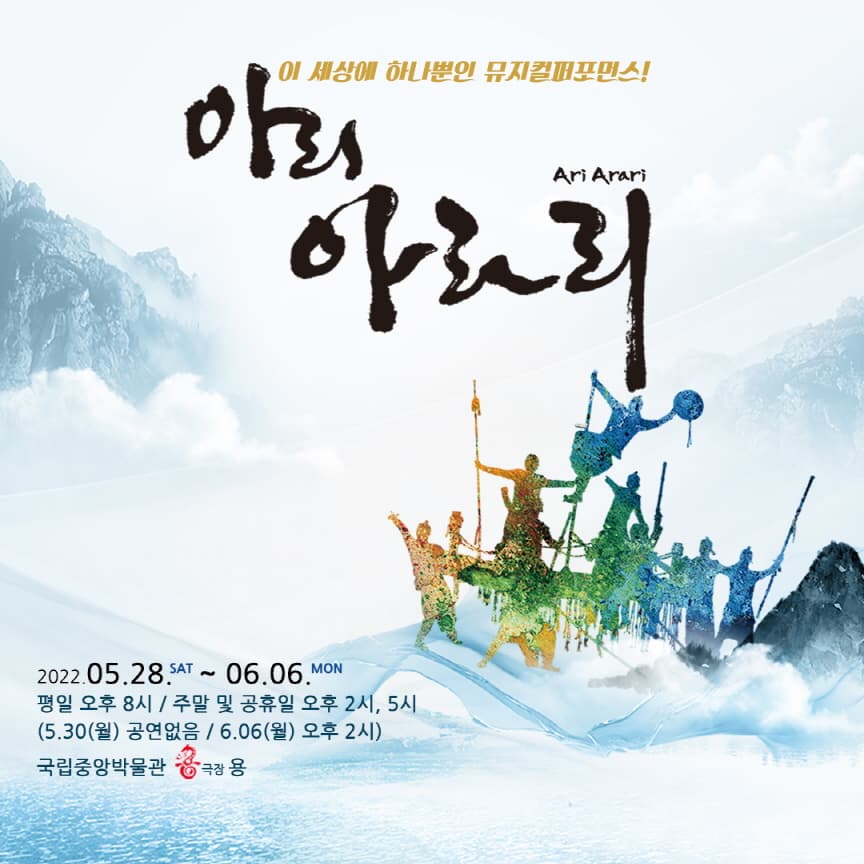 이 세상에 하나뿐인 뮤지컬퍼포먼스!
아리
Ari Arari
아라리
2022.05.28.SAT ~ 06.06.MON
평일 오후 8시 / 주말 및 공휴일 오후 2시, 5시
(5.30(월) 공연없음 / 6.06(월) 오후 2시)
국립중앙박물관 용 극장 용